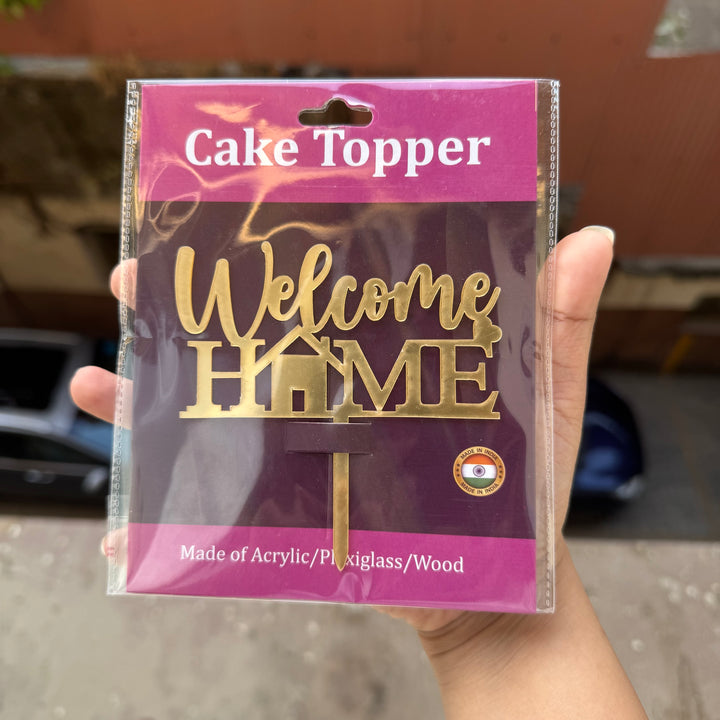 Cake Topper
Welcome
HOME
MADE IN INDIA
MADE IN INDIA
Made of Acrylic/Plexiglass/Wood